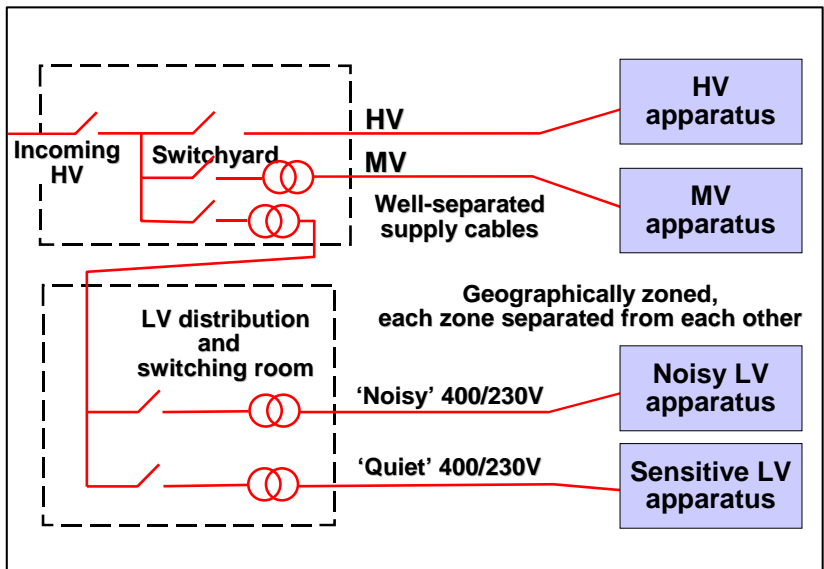 HV
apparatus
HV
Incoming
HV
Switchyard
MV
Well-separated
supply cables
MV
apparatus
Geographically zoned,
each zone separated from each other
LV distribution
and
switching room
Noisy LV
apparatus
‘Noisy’ 400/230V
‘Quiet’ 400/230V
Sensitive LV
apparatus